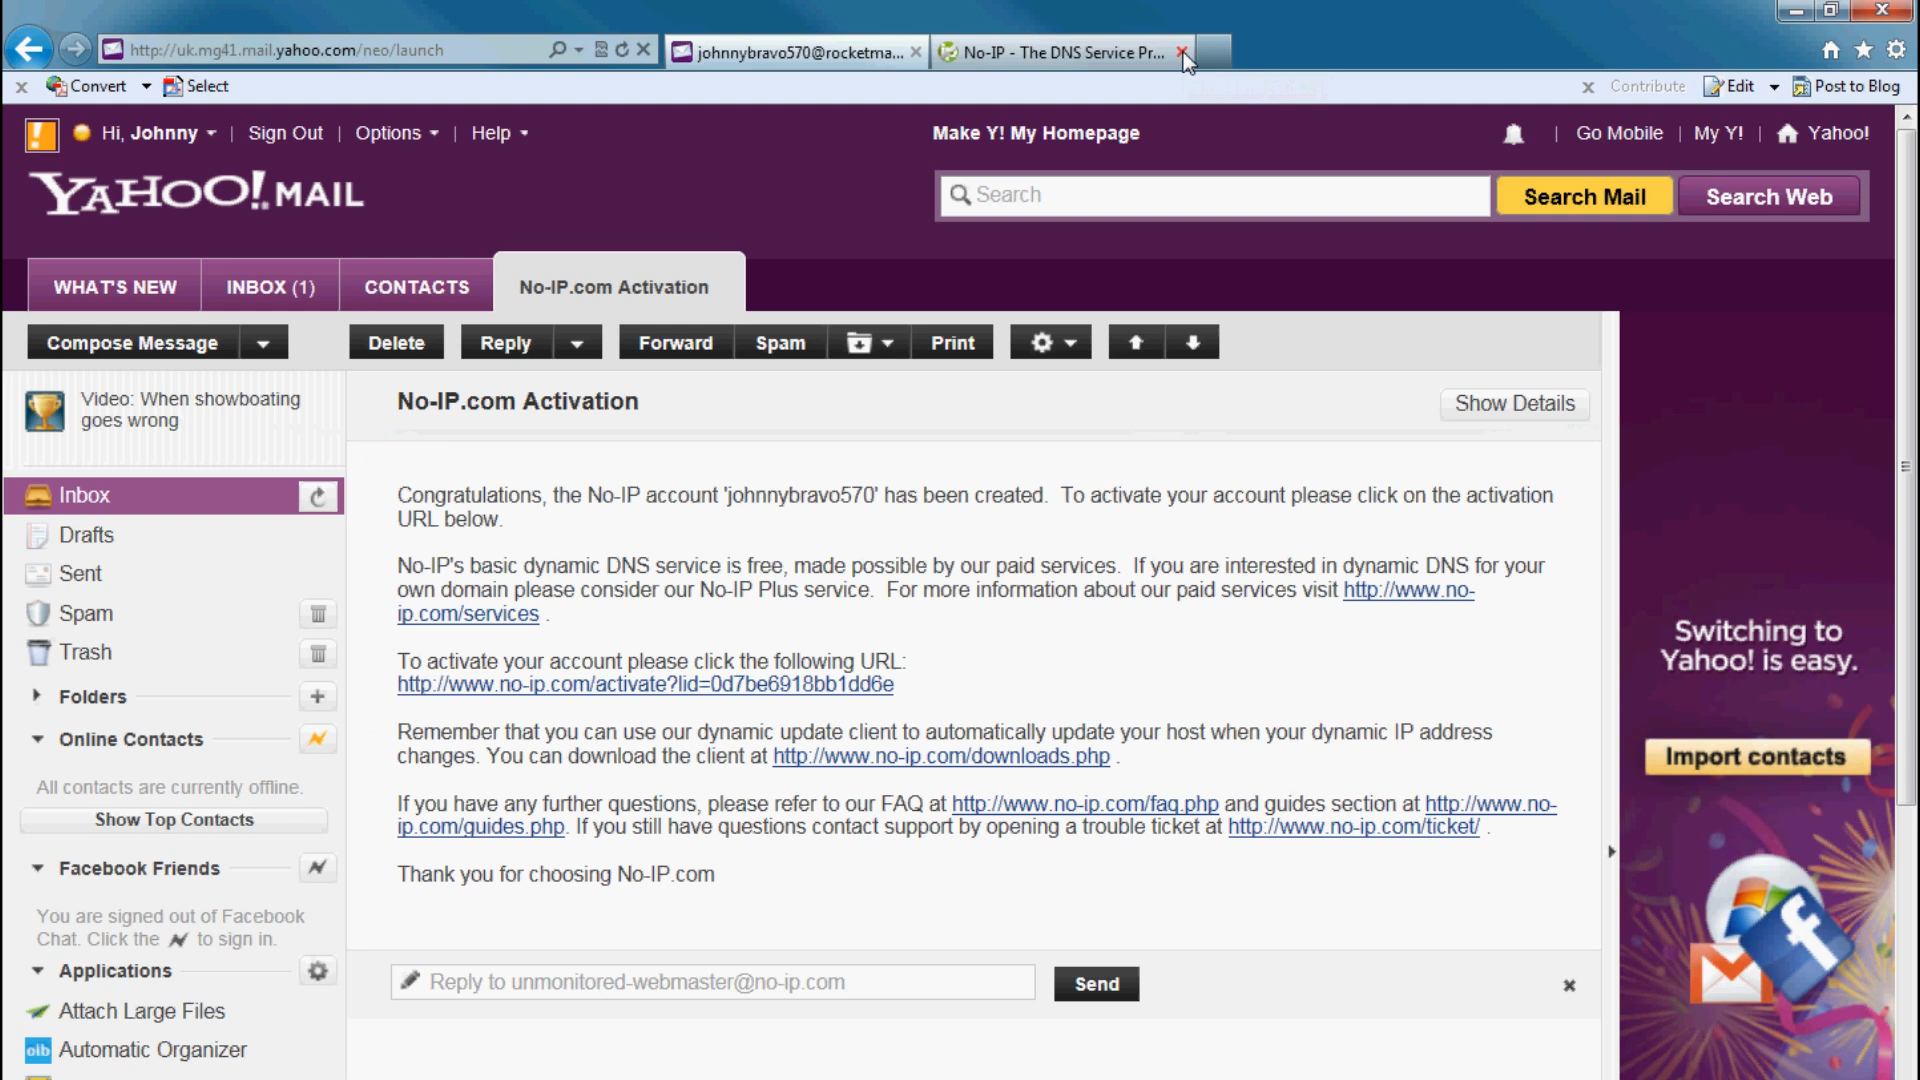 http://uk.mg41.mail.yahoo.com/neo/launch
johnnybravo570@rocketma...
No-IP - The DNS Service Pr...
Convert
Select
Contribute
Edit
Post to Blog
Hi, Johnny
Sign Out
Options
Help
Make Y! My Homepage
Go Mobile
My Y!
Yahoo!
YAHOO! MAIL
Search
Search Mail
Search Web
WHAT'S NEW
INBOX (1)
CONTACTS
No-IP.com Activation
Compose Message
Delete
Reply
Forward
Spam
Print
Video: When showboating
goes wrong
No-IP.com Activation
Show Details
Inbox
Drafts
Sent
Spam
Trash
Folders
Online Contacts
All contacts are currently offline.
Show Top Contacts
Facebook Friends
You are signed out of Facebook
Chat. Click the to sign in.
Applications
Attach Large Files
olb
Automatic Organizer
Congratulations, the No-IP account 'johnnybravo570' has been created. To activate your account please click on the activation
URL below.
No-IP's basic dynamic DNS service is free, made possible by our paid services. If you are interested in dynamic DNS for your
own domain please consider our No-IP Plus service. For more information about our paid services visit http://www.no-
ip.com/services .
To activate your account please click the following URL:
http://www.no-ip.com/activate?lid=0d7be6918bb1dd6e
Remember that you can use our dynamic update client to automatically update your host when your dynamic IP address
changes. You can download the client at http://www.no-ip.com/downloads.php .
If you have any further questions, please refer to our FAQ at http://www.no-ip.com/faq.php and guides section at http://www.no-
ip.com/guides.php. If you still have questions contact support by opening a trouble ticket at http://www.no-ip.com/ticket/ .
Thank you for choosing No-IP.com
Reply to unmonitored-webmaster@no-ip.com
Send
Switching to
Yahoo! is easy.
Import contacts